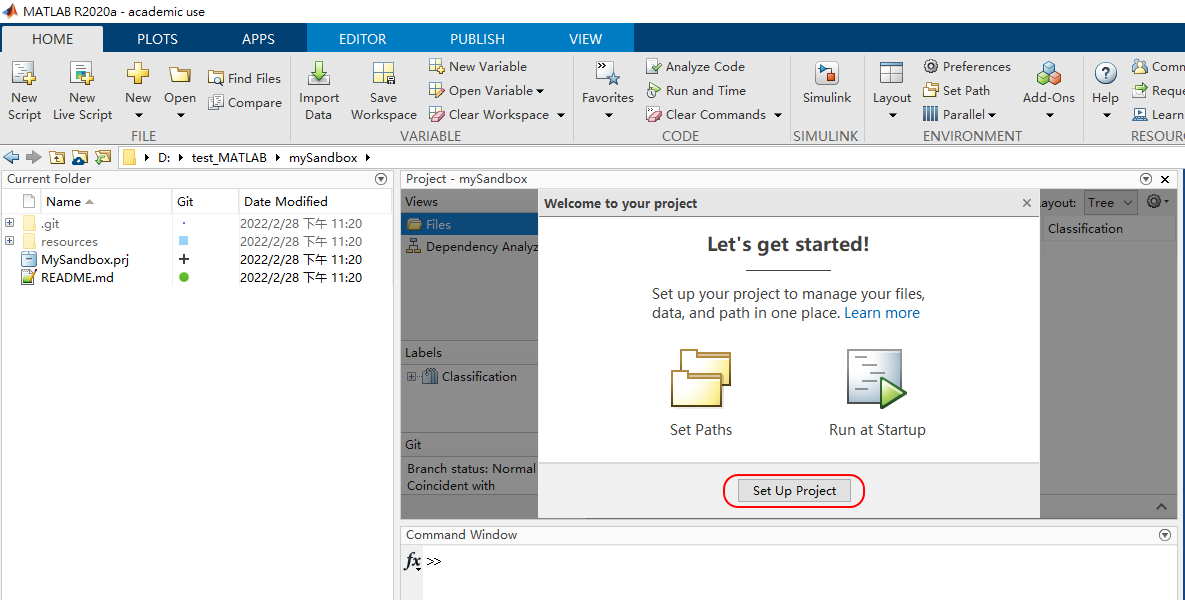 MATLAB R2020a - academic use
HOME PLOTS APPS EDITOR PUBLISH VIEW
New Script
New Live Script
New
Open
Find Files
Compare
FILE
Import Data
Save Workspace
New Variable
Open Variable
Clear Workspace
VARIABLE
Favorites
Analyze Code
Run and Time
Clear Commands
CODE
Simulink
SIMULINK
Layout
Preferences
Set Path
Parallel
Add-Ons
ENVIRONMENT
Help
Comm
Reque
Learn
RESOUR
D: test_MATLAB mySandbox
Current Folder
Name Git Date Modified
.git 2022/2/28 下午 11:20
resources 2022/2/28 下午 11:20
MySandbox.prj 2022/2/28 下午 11:20
README.md 2022/2/28 下午 11:20
Project - mySandbox
Views
Files
Dependency Analyz
Labels
Classification
Git
Branch status: Normal
Coincident with
Welcome to your project
Let's get started!
Set up your project to manage your files,
data, and path in one place. Learn more
Set Paths
Run at Startup
Set Up Project
ayout: Tree
Classification
Command Window
fx >>